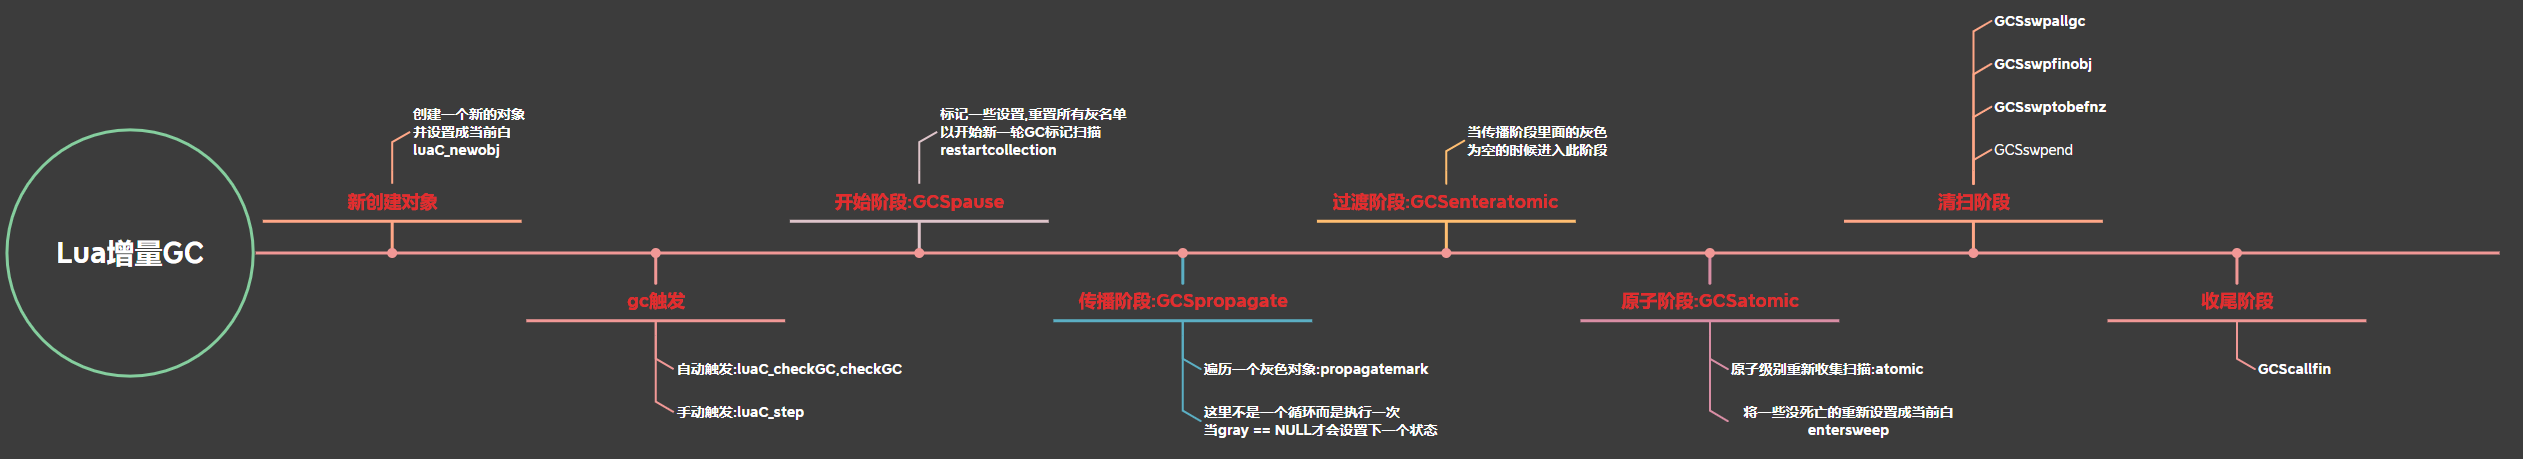 Lua增量GC
新创建对象
创建一个新的对象
并设置成当前白
luaC_newobj
gc触发
自动触发:luaC_checkGC,checkGC
手动触发:luaC_step
开始阶段:GCSpause
标记一些设置,重置所有灰名单
以开始新一轮GC标记扫描
restartcollection
传播阶段:GCSpropagate
遍历一个灰色对象:propagatemark
这里不是一个循环而是执行一次
当gray == NULL才会设置下一个状态
过渡阶段:GCSenteratomic
当传播阶段里面的灰色
为空的时候进入此阶段
原子阶段:GCSatomic
原子级别重新收集扫描:atomic
将一些没死亡的重新设置成当前白
entersweep
清扫阶段
GCSswpallgc
GCSswpfinobj
GCSswptobefnz
GCSswpend
收尾阶段
GCScallfin